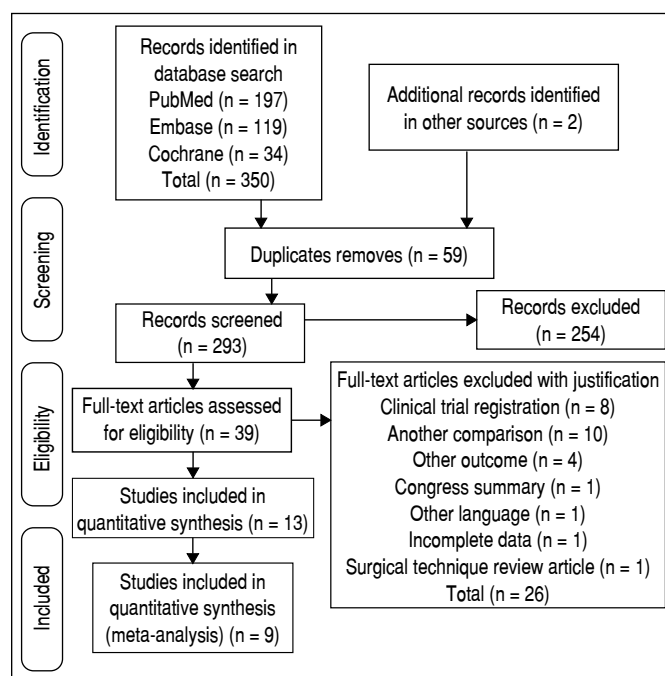 Identification
Records identified in
database search
PubMed (n = 197)
Embase (n = 119)
Cochrane (n = 34)
Total (n = 350)
Additional records identified
in other sources (n = 2)
Screening
Duplicates removes (n = 59)
Records screened
(n = 293)
Records excluded
(n = 254)
Eligibility
Full-text articles assessed
for eligibility (n = 39)
Full-text articles excluded with justification
Clinical trial registration (n = 8)
Another comparison (n = 10)
Other outcome (n = 4)
Congress summary (n = 1)
Other language (n = 1)
Incomplete data (n = 1)
Surgical technique review article (n = 1)
Total (n = 26)
Studies included in
quantitative synthesis (n = 13)
Included
Studies included in
quantitative synthesis
(meta-analysis) (n = 9)